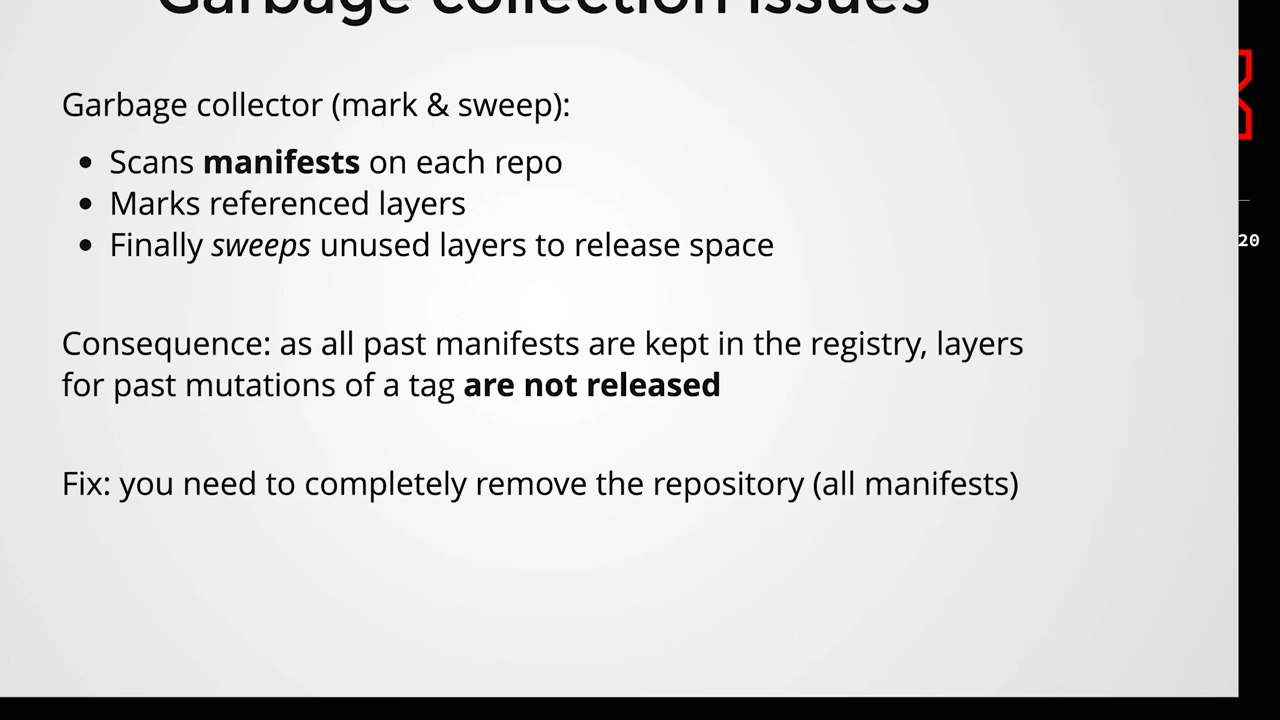 Garbage collection issues
Garbage collector (mark & sweep):
• Scans manifests on each repo
• Marks referenced layers
• Finally sweeps unused layers to release space
Consequence: as all past manifests are kept in the registry, layers
for past mutations of a tag are not released
Fix: you need to completely remove the repository (all manifests)
20